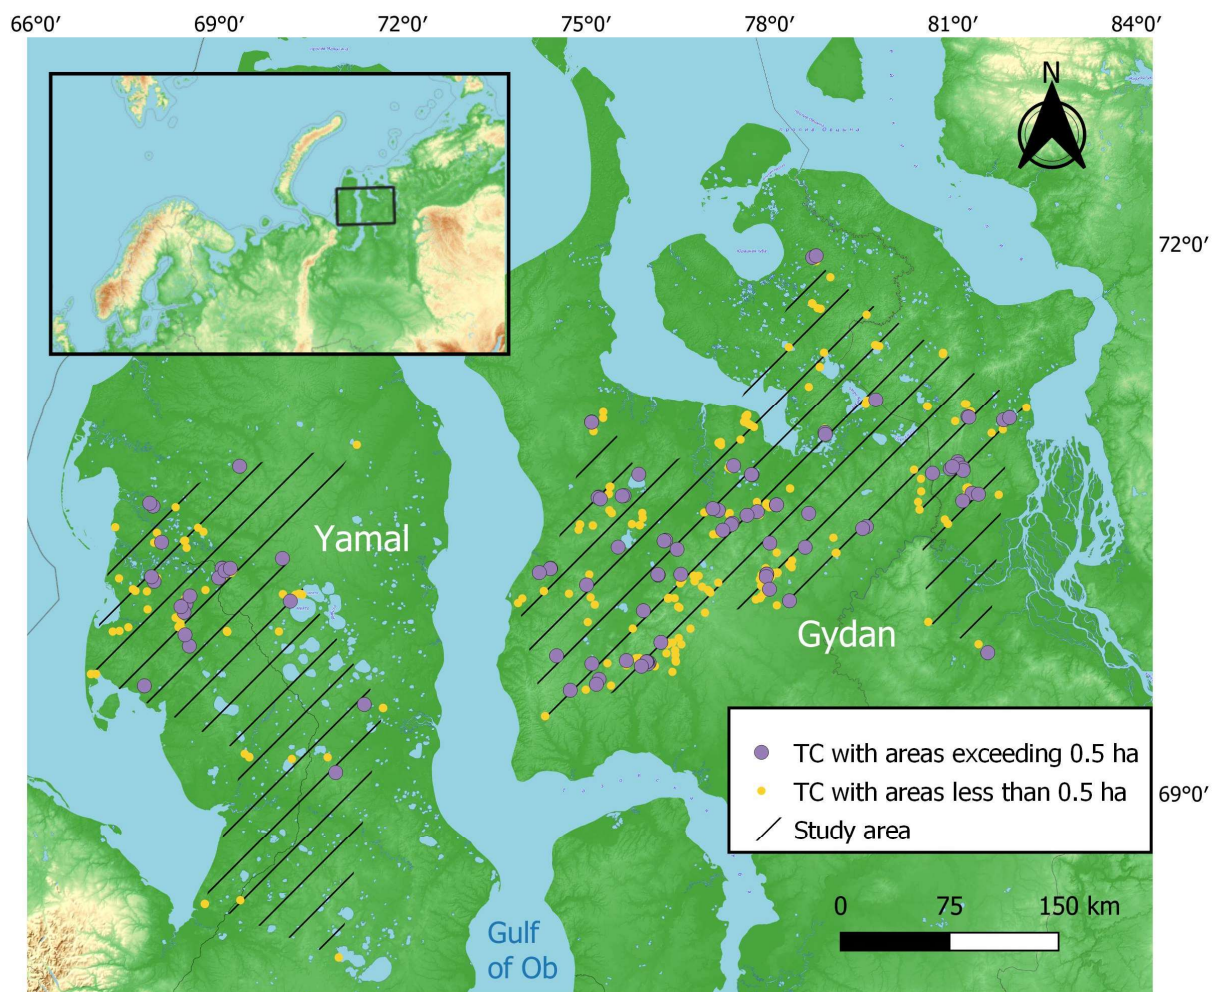 66°0′ 69°0′ 72°0′ 75°0′ 78°0′ 81°0′ 84°0′
N
72°0′
Yamal
Gydan
TC with areas exceeding 0.5 ha
TC with areas less than 0.5 ha
69°0′
Study area
0 75 150 km
Gulf
of Ob